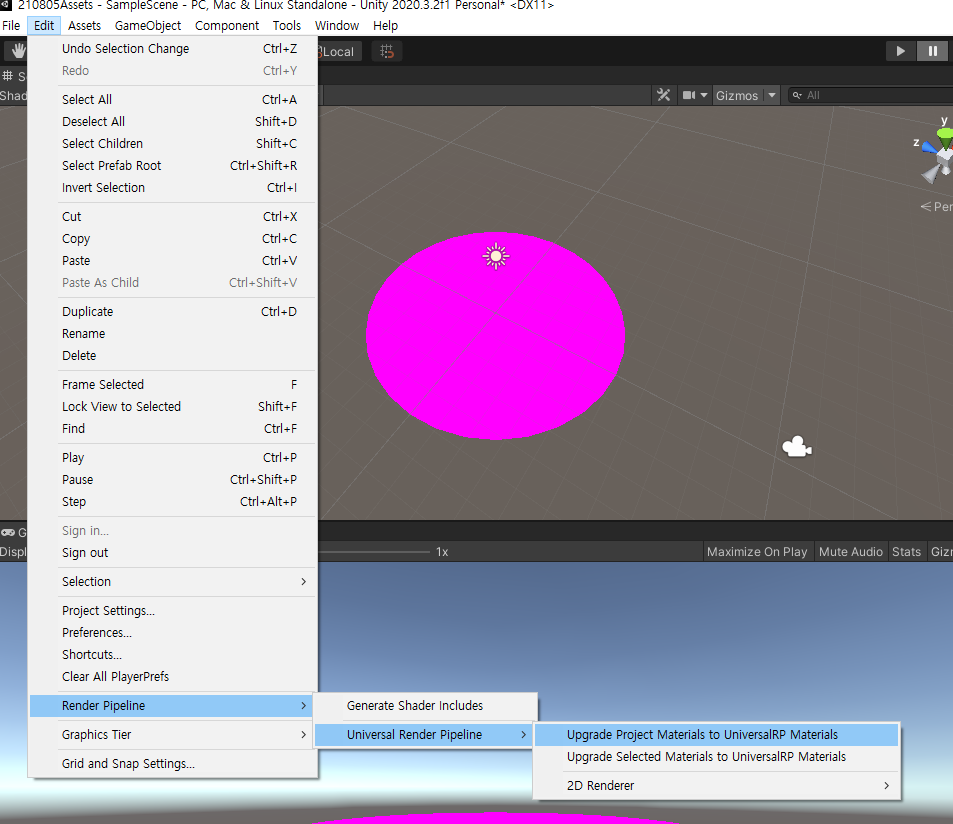 210805Assets - SampleScene - PC, Mac & Linux Standalone - Unity 2020.3.2f1 Personal* <DX11>
File Edit Assets GameObject Component Tools Window Help
Undo Selection Change Ctrl+Z
Redo Ctrl+Y
Select All Ctrl+A
Deselect All Shift+D
Select Children Shift+C
Select Prefab Root Ctrl+Shift+R
Invert Selection Ctrl+I
Cut Ctrl+X
Copy Ctrl+C
Paste Ctrl+V
Paste As Child Ctrl+Shift+V
Duplicate Ctrl+D
Rename
Delete
Frame Selected F
Lock View to Selected Shift+F
Find Ctrl+F
Play Ctrl+P
Pause Ctrl+Shift+P
Step Ctrl+Alt+P
Sign in...
Sign out
Selection
Project Settings...
Preferences...
Shortcuts...
Clear All PlayerPrefs
Render Pipeline
Graphics Tier
Grid and Snap Settings...
Generate Shader Includes
Universal Render Pipeline
Upgrade Project Materials to UniversalRP Materials
Upgrade Selected Materials to UniversalRP Materials
2D Renderer
Local
S
Shad
Gizmos All
y
z
< Per
G
Displ
1x Maximize On Play Mute Audio Stats Giz